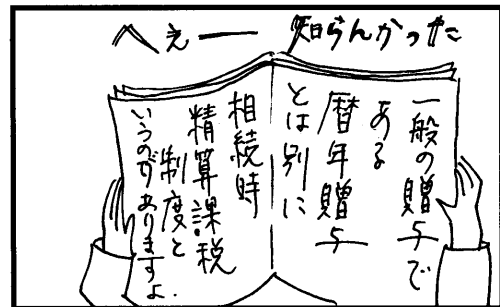 へぇー 知らんかった
一般の贈与で
ある
暦年贈与
とは別に
相続時
精算課税
制度と
いうのがありますよ.